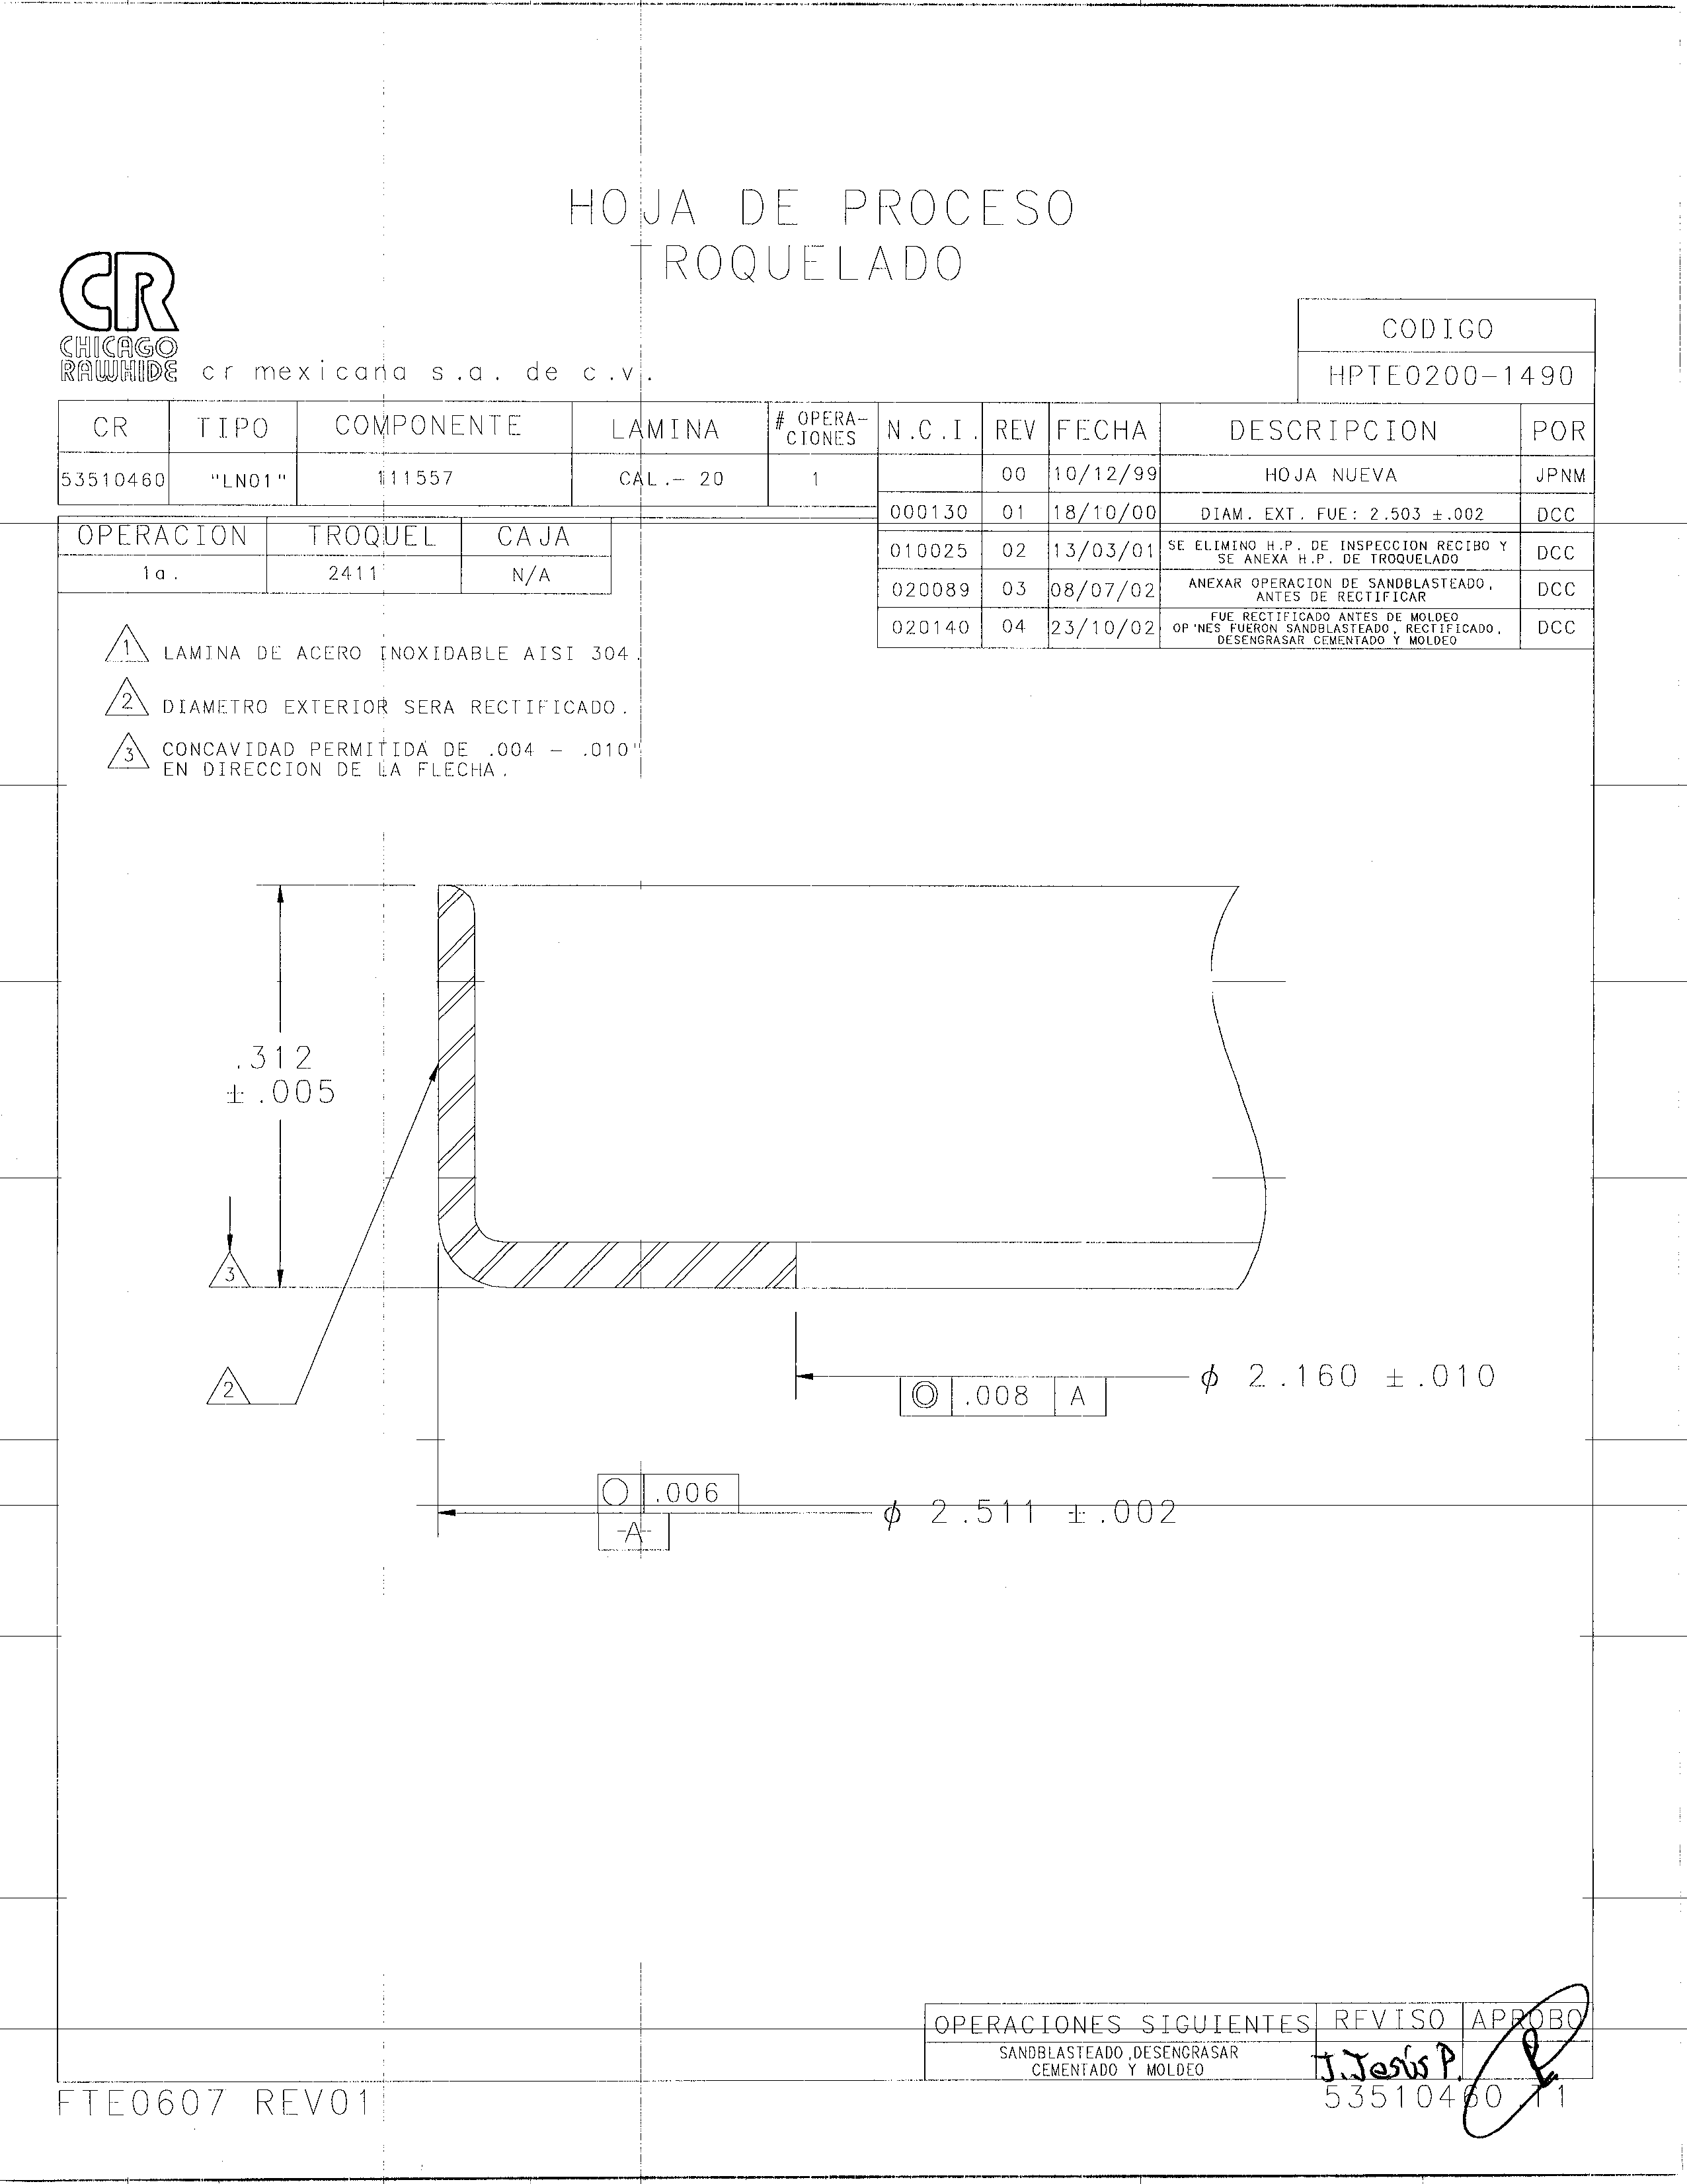 HOJA DE PROCESO
TROQUELADO
CR
CHICAGO
RAWHIDE
cr mexicana s.a. de c.v.
CODIGO
HPTE0200-1490
CR TIPO COMPONENTE LAMINA # OPERA-CIONES
53510460 "LN01" 111557 CAL.- 20 1
OPERACION TROQUEL CAJA
1a. 2411 N/A
N.C.I. REV FECHA DESCRIPCION POR
00 10/12/99 HOJA NUEVA JPNM
000130 01 18/10/00 DIAM. EXT. FUE: 2.503 ±.002 DCC
010025 02 13/03/01 SE ELIMINO H.P. DE INSPECCION RECIBO Y
SE ANEXA H.P. DE TROQUELADO DCC
020089 03 08/07/02 ANEXAR OPERACION DE SANDBLASTEADO,
ANTES DE RECTIFICAR DCC
020140 04 23/10/02 FUE RECTIFICADO ANTES DE MOLDEO
OP'NES FUERON SANDBLASTEADO, RECTIFICADO,
DESENGRASAR CEMENTADO Y MOLDEO DCC
1 LAMINA DE ACERO INOXIDABLE AISI 304.
2 DIAMETRO EXTERIOR SERA RECTIFICADO.
3 CONCAVIDAD PERMITIDA DE .004 - .010"
EN DIRECCION DE LA FLECHA.
.312
±.005
3
2
ϕ 2.160 ±.010
◎ .008 A
○ .006
ϕ 2.511 ±.002
-A-
OPERACIONES SIGUIENTES REVISO APROBO
SANDBLASTEADO,DESENGRASAR
CEMENTADO Y MOLDEO
J. Jesús P.
FTE0607 REV01
53510460 .T1